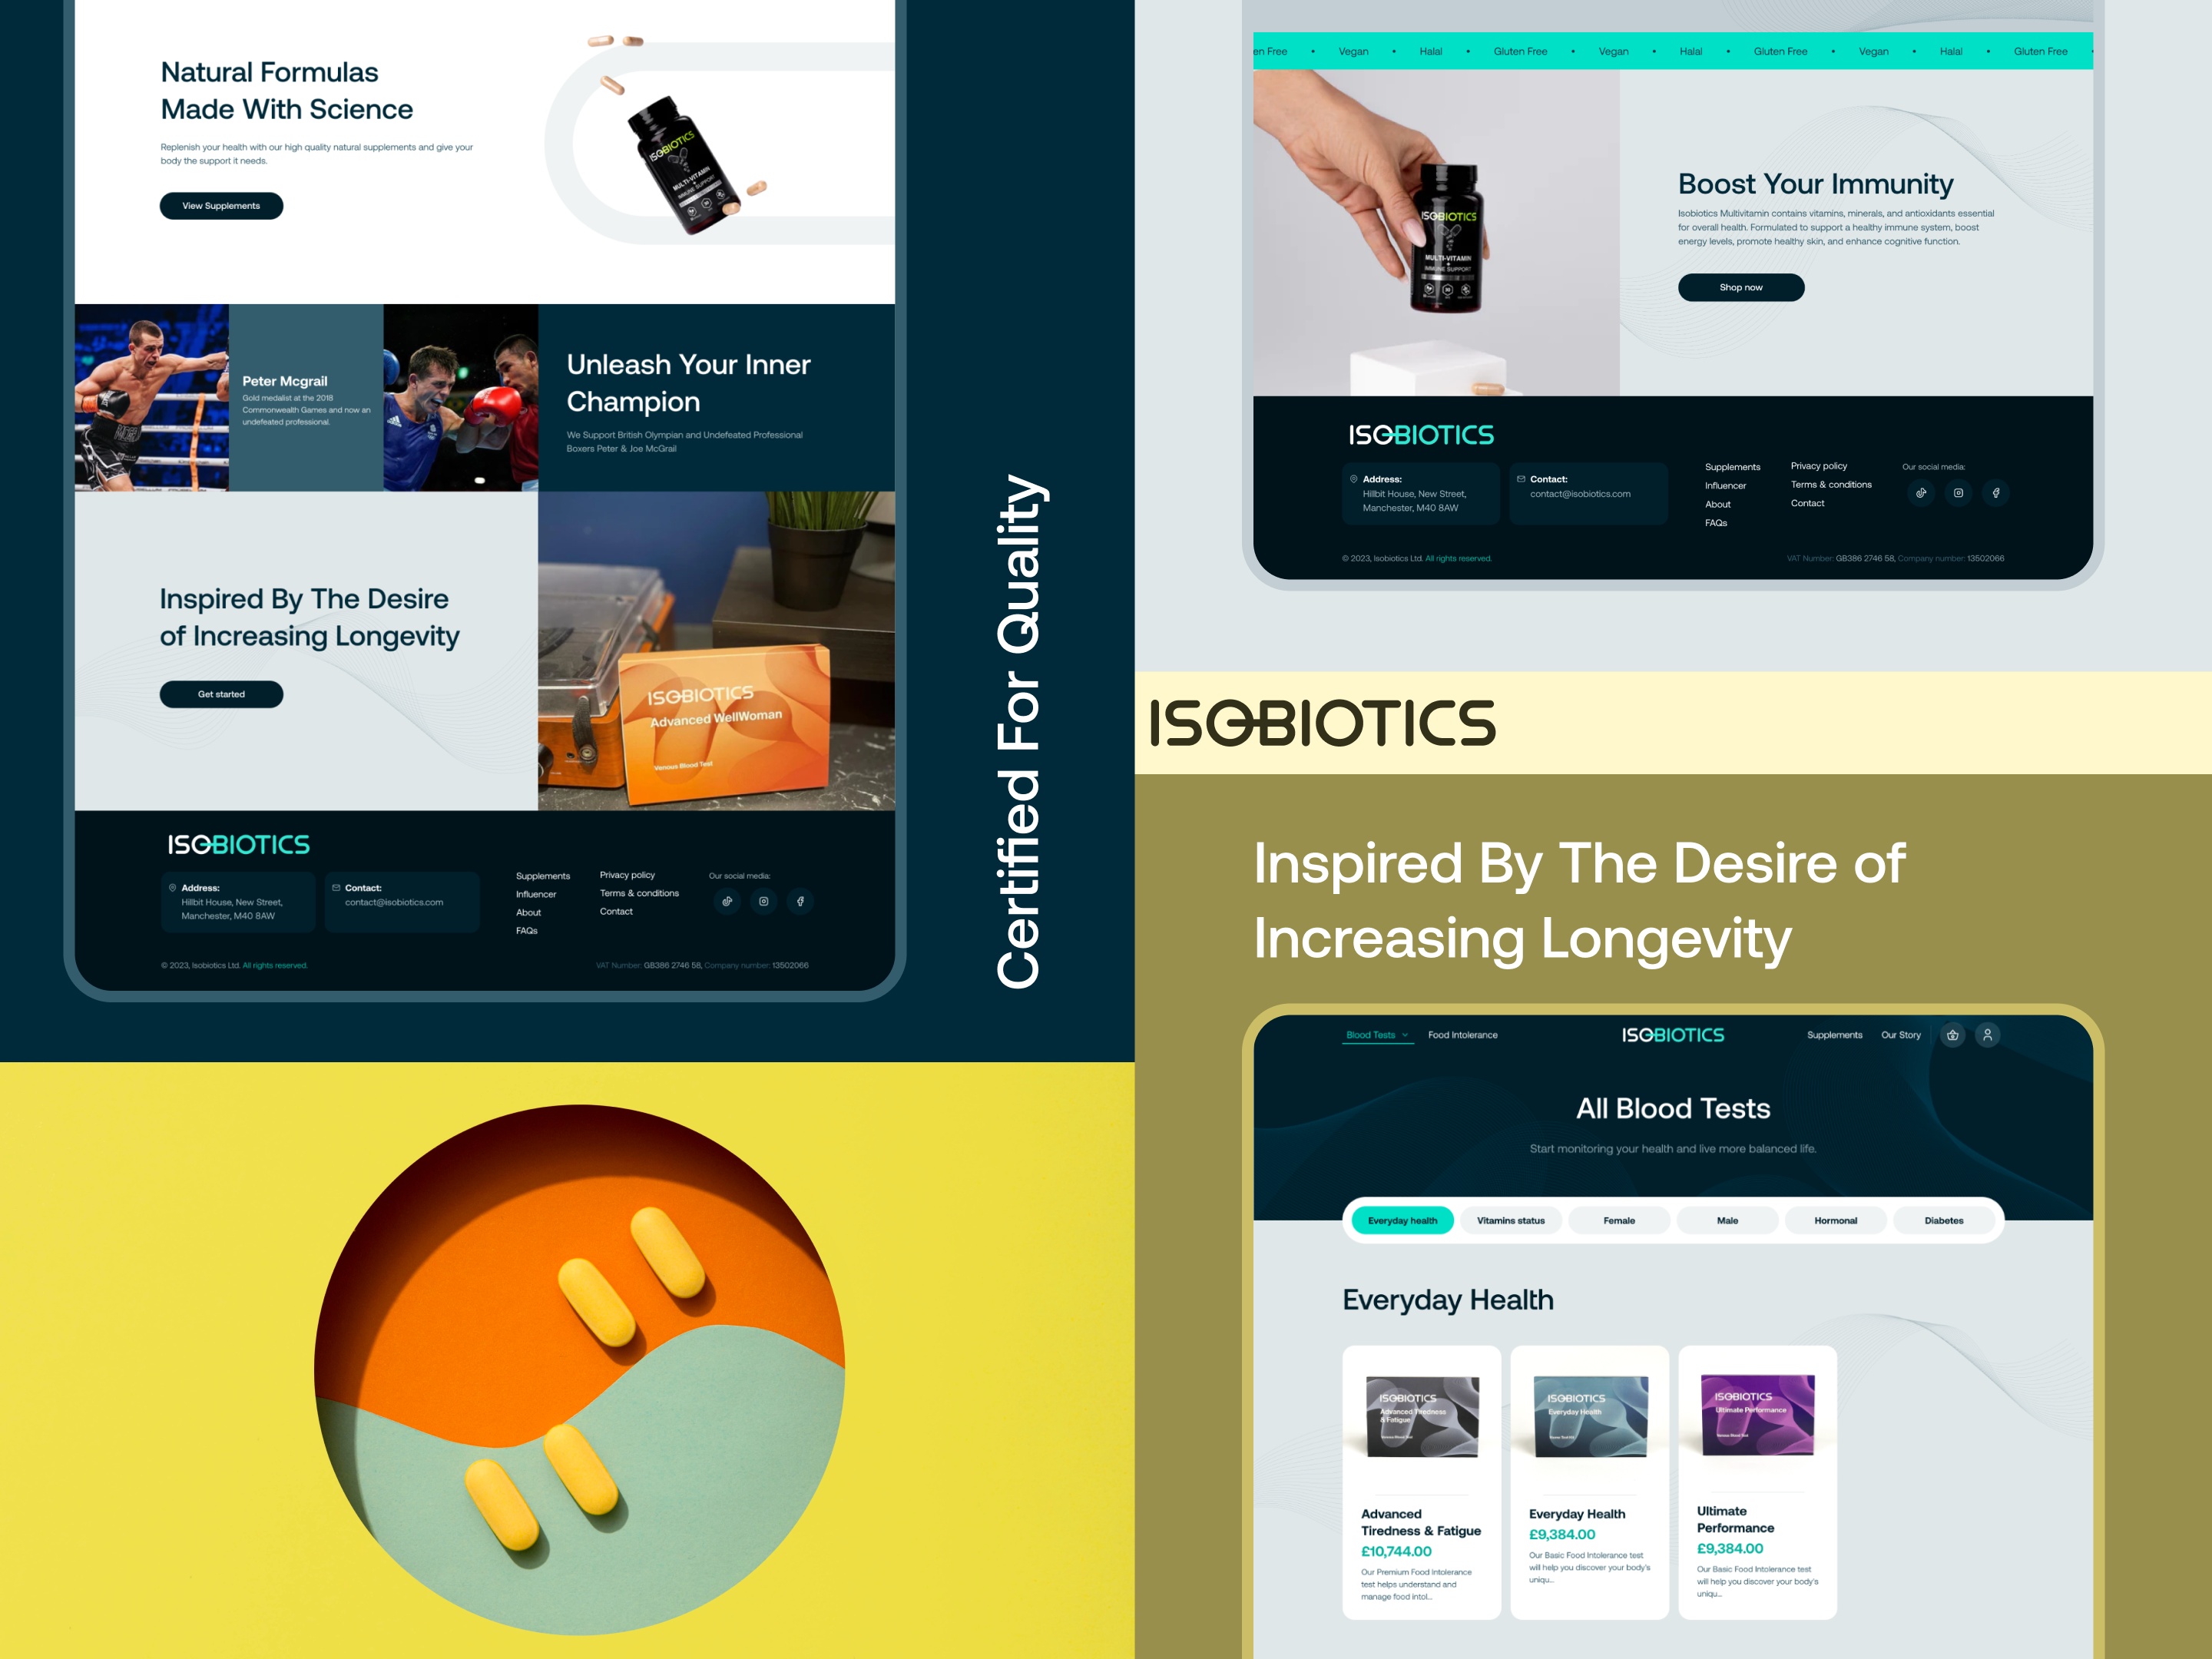 Natural Formulas
Made With Science
Replenish your health with our high quality natural supplements and give your
body the support it needs.
View Supplements
ISOBIOTICS
MULTI-VITAMIN
+
IMMUNE SUPPORT
Peter Mcgrail
Gold medalist at the 2018
Commonwealth Games and now an
undefeated professional.
Unleash Your Inner
Champion
We Support British Olympian and Undefeated Professional
Boxers Peter & Joe McGrail
Inspired By The Desire
of Increasing Longevity
Get started
ISOBIOTICS
Advanced WellWoman
Venous Blood Test
ISOBIOTICS
Address:
Hillbit House, New Street,
Manchester, M40 8AW
Contact:
contact@isobiotics.com
Supplements
Influencer
About
FAQs
Privacy policy
Terms & conditions
Contact
Our social media:
© 2023, Isobiotics Ltd. All rights reserved.
VAT Number: GB386 2746 58, Company number: 13502066
Certified For Quality
en Free • Vegan • Halal • Gluten Free • Vegan • Halal • Gluten Free • Vegan • Halal • Gluten Free •
ISOBIOTICS
MULTI-VITAMIN
+
IMMUNE SUPPORT
Boost Your Immunity
Isobiotics Multivitamin contains vitamins, minerals, and antioxidants essential
for overall health. Formulated to support a healthy immune system, boost
energy levels, promote healthy skin, and enhance cognitive function.
Shop now
ISOBIOTICS
Address:
Hillbit House, New Street,
Manchester, M40 8AW
Contact:
contact@isobiotics.com
Supplements
Influencer
About
FAQs
Privacy policy
Terms & conditions
Contact
Our social media:
© 2023, Isobiotics Ltd. All rights reserved.
VAT Number: GB386 2746 58, Company number: 13502066
ISOBIOTICS
Inspired By The Desire of
Increasing Longevity
Blood Tests
Food Intolerance
ISOBIOTICS
Supplements
Our Story
All Blood Tests
Start monitoring your health and live more balanced life.
Everyday health
Vitamins status
Female
Male
Hormonal
Diabetes
Everyday Health
ISOBIOTICS
Advanced Tiredness
& Fatigue
Venous Blood Test
Advanced
Tiredness & Fatigue
£10,744.00
Our Premium Food Intolerance
test helps understand and
manage food intol...
ISOBIOTICS
Everyday Health
Everyday Health
£9,384.00
Our Basic Food Intolerance test
will help you discover your body's
uniqu...
ISOBIOTICS
Ultimate Performance
Ultimate
Performance
£9,384.00
Our Basic Food Intolerance test
will help you discover your body's
uniqu...